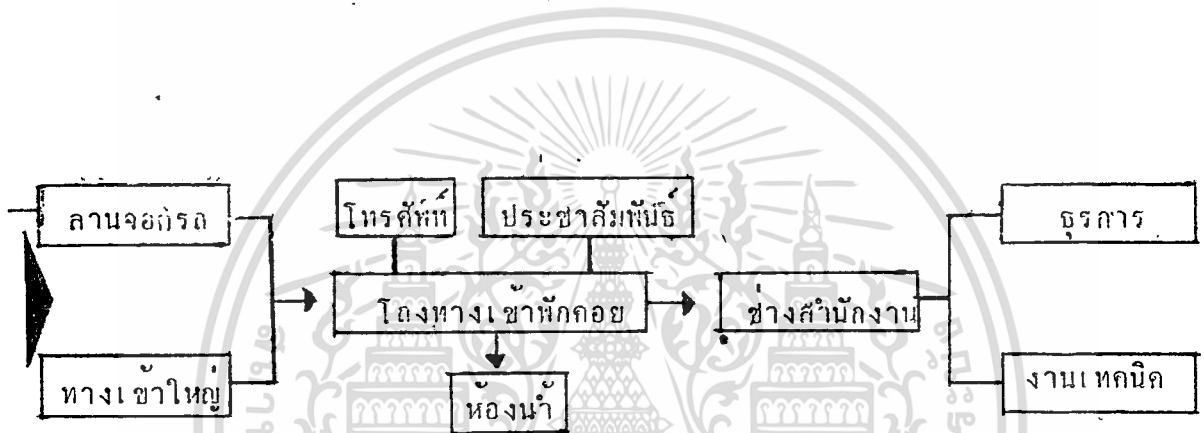 ลานจอดรถ
โทรศัพท์
ประชาสัมพันธ์
ธุรการ
โถงทางเข้าพักคอย
ช่างสำนักงาน
ทางเข้าใหญ่
ห้องน้ำ
งานเทคนิค